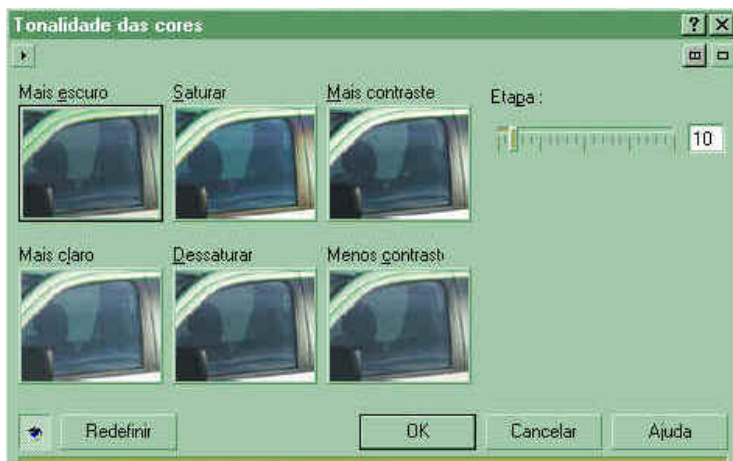 Tonalidade das cores
Mais escuro Saturar Mais contraste Etapa :
10
Mais claro Dessaturar Menos contrast
Redefinir OK Cancelar Ajuda